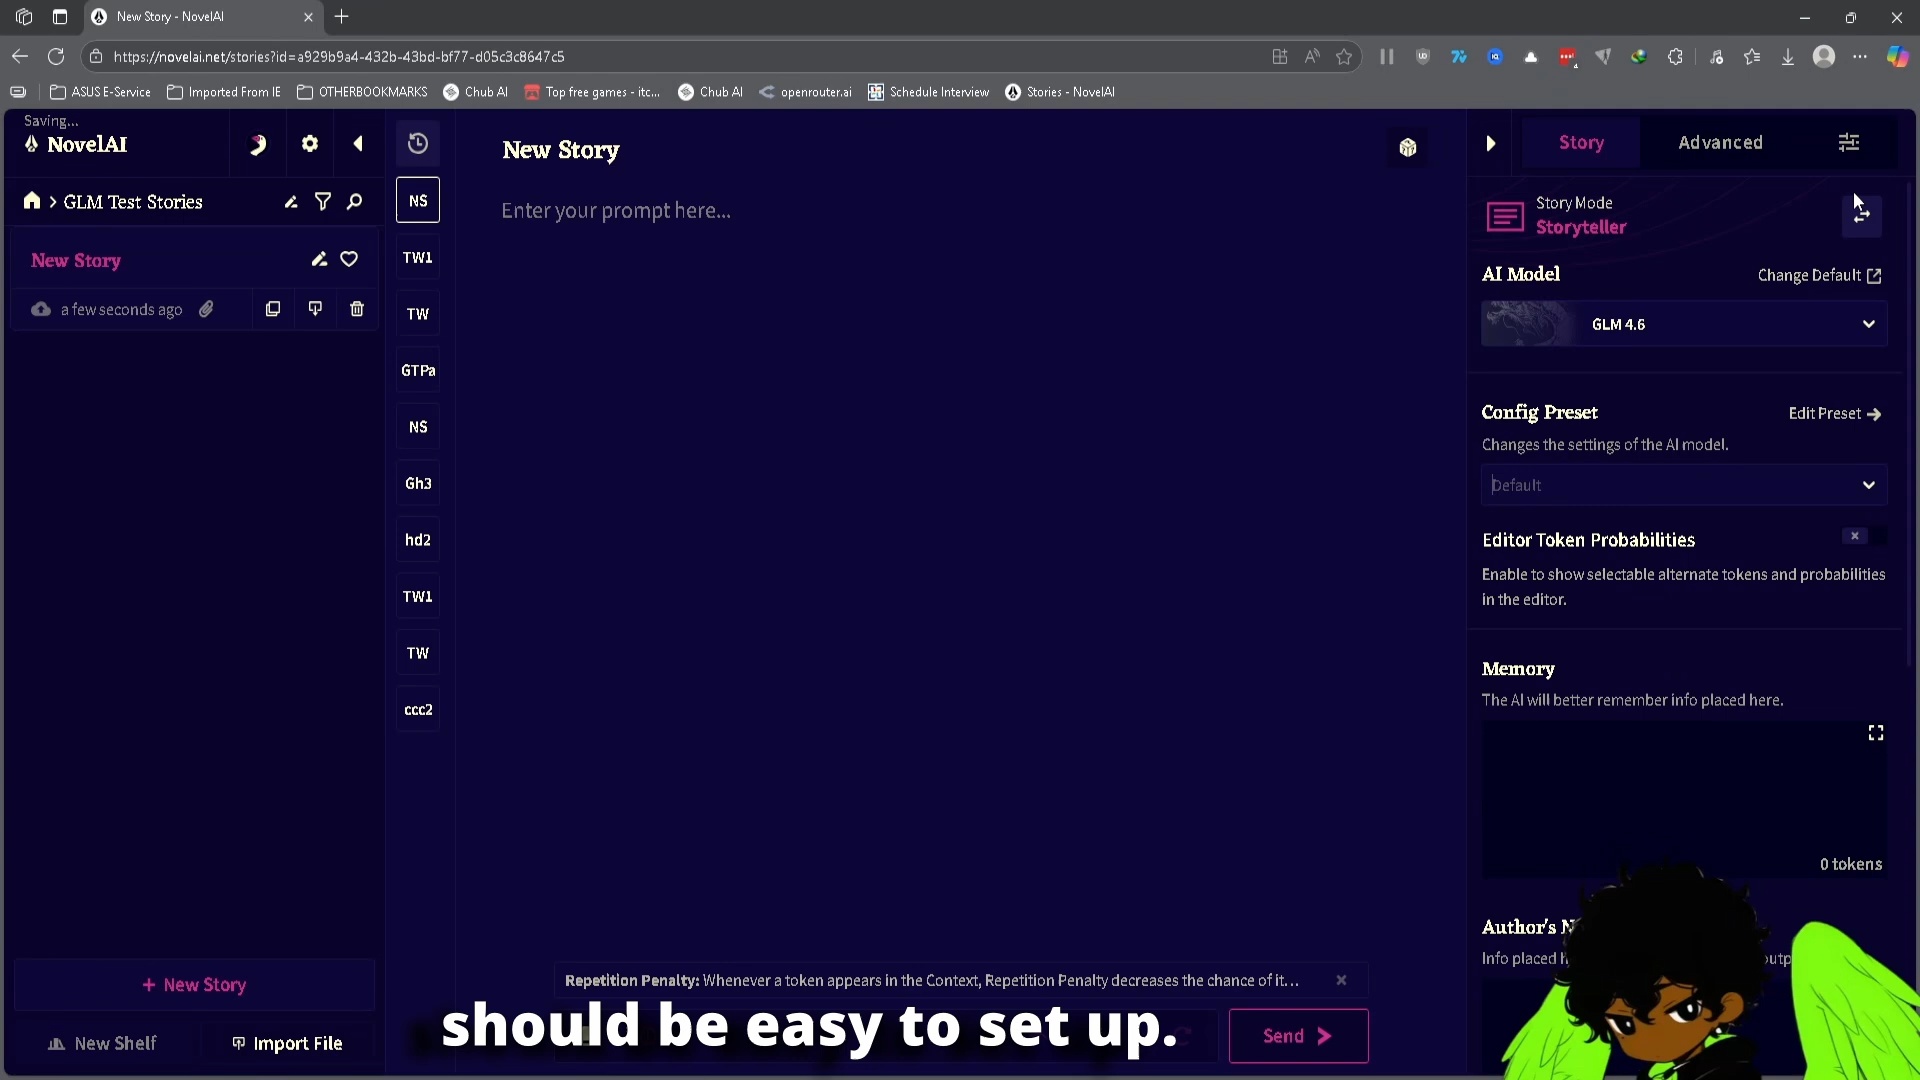 New Story - NovelAI
https://novelai.net/stories?id=a929b9a4-432b-43bd-bf77-d05c3c8647c5
ASUS E-Service
Imported From IE
OTHERBOOKMARKS
Chub AI
Top free games - itc...
Chub AI
openrouter.ai
Schedule Interview
Stories - NovelAI
Saving...
NovelAI
GLM Test Stories
New Story
a few seconds ago
+ New Story
New Shelf
Import File
NS
TW1
TW
GTPa
NS
Gh3
hd2
TW1
TW
ccc2
New Story
Enter your prompt here...
Repetition Penalty: Whenever a token appears in the Context, Repetition Penalty decreases the chance of it...
should be easy to set up.
Send
Story
Advanced
Story Mode
Storyteller
AI Model
Change Default
GLM 4.6
Config Preset
Edit Preset
Changes the settings of the AI model.
Default
Editor Token Probabilities
Enable to show selectable alternate tokens and probabilities
in the editor.
Memory
The AI will better remember info placed here.
0 tokens
Author's
Info placed